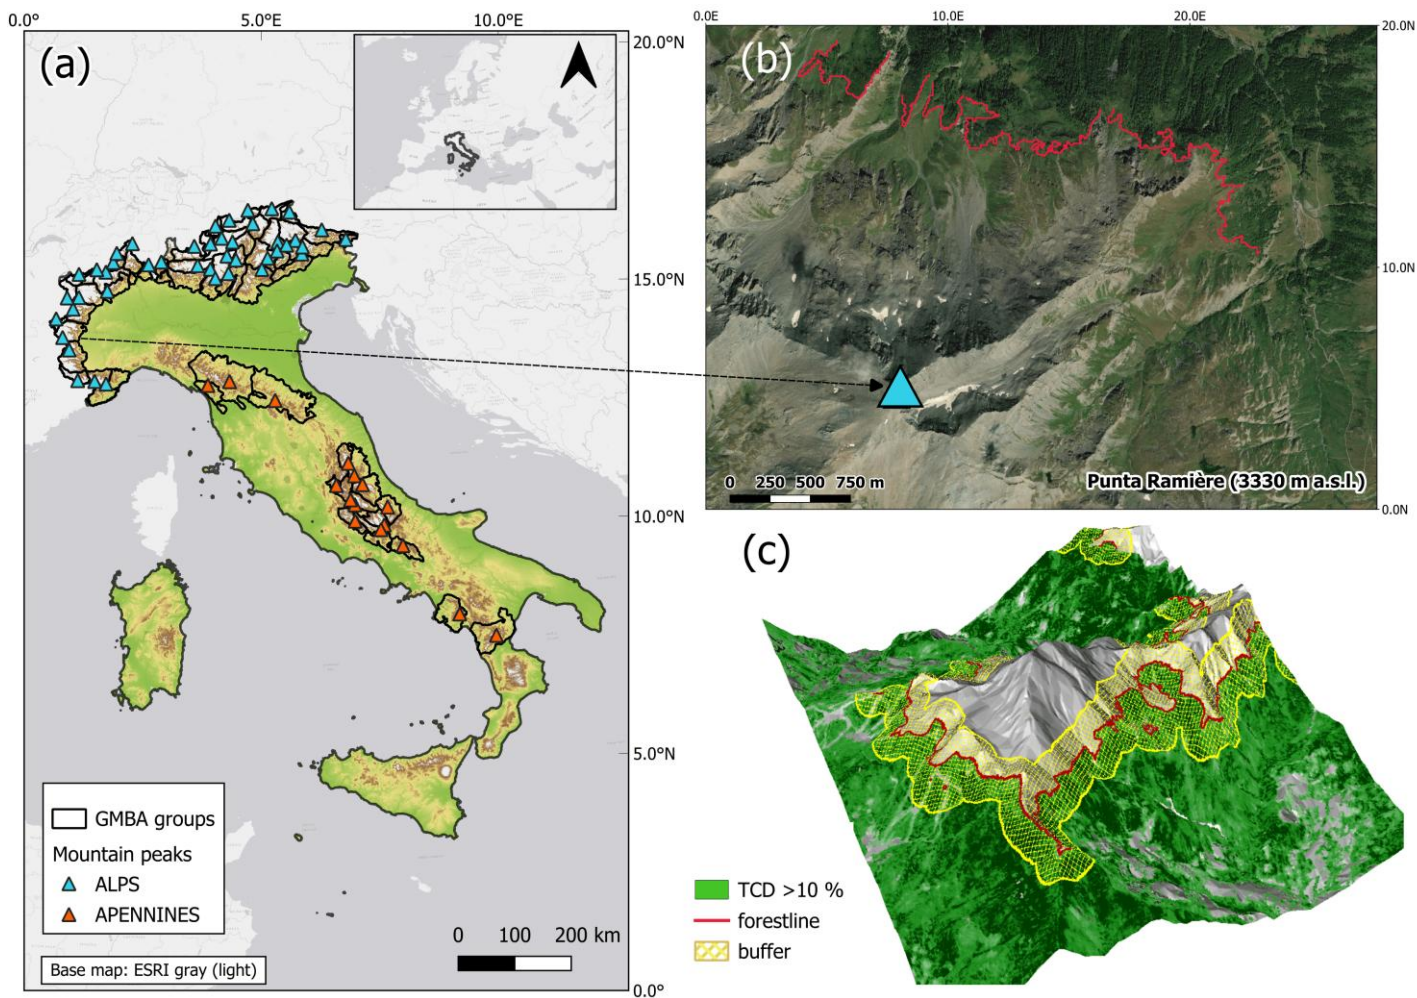 0.0°E
5.0°E
10.0°E
(a)
20.0°N
15.0°N
10.0°N
5.0°N
0.0°
GMBA groups
Mountain peaks
ALPS
APENNINES
Base map: ESRI gray (light)
0 100 200 km
0.0E
10.0E
20.0E
(b)
20.0N
10.0N
0.0N
0 250 500 750 m
Punta Ramière (3330 m a.s.l.)
(c)
TCD >10 %
forestline
buffer